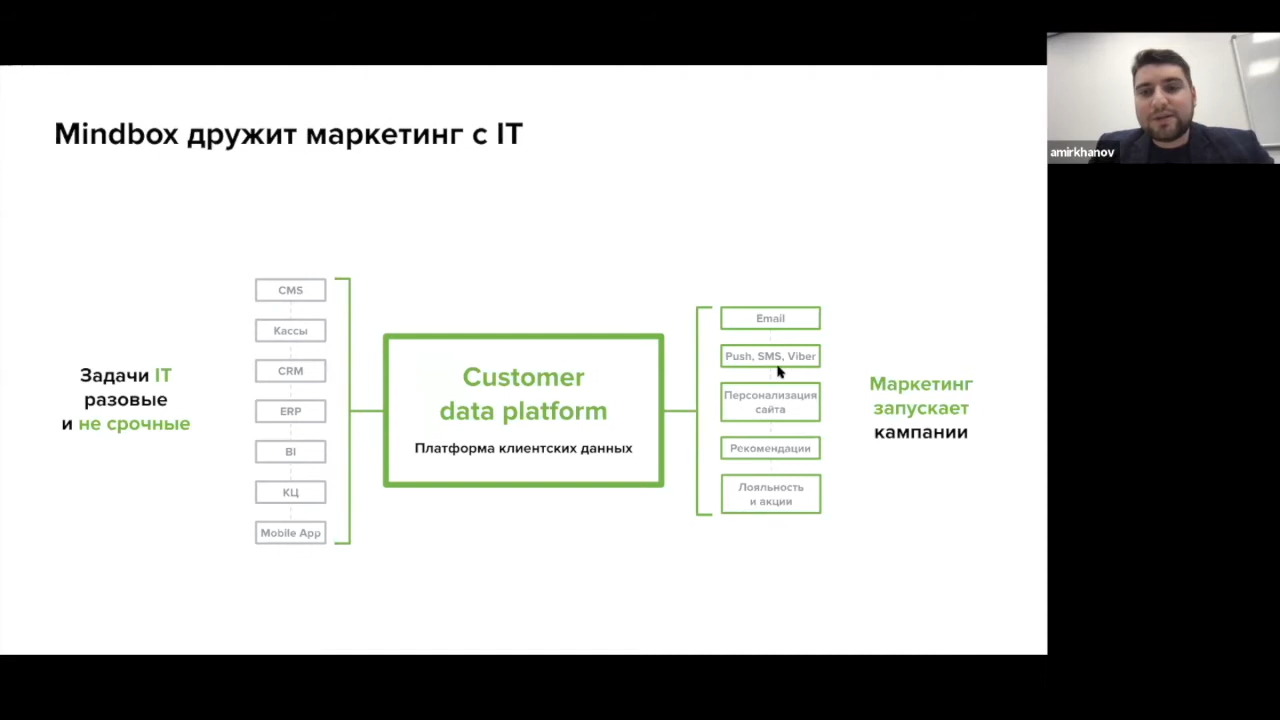 Mindbox дружит маркетинг с IT
amirkhanov
Задачи IT
разовые
и не срочные
CMS
Кассы
CRM
ERP
BI
КЦ
Mobile App
Customer
data platform
Платформа клиентских данных
Email
Push, SMS, Viber
Персонализация
сайта
Рекомендации
Лояльность
и акции
Маркетинг
запускает
кампании